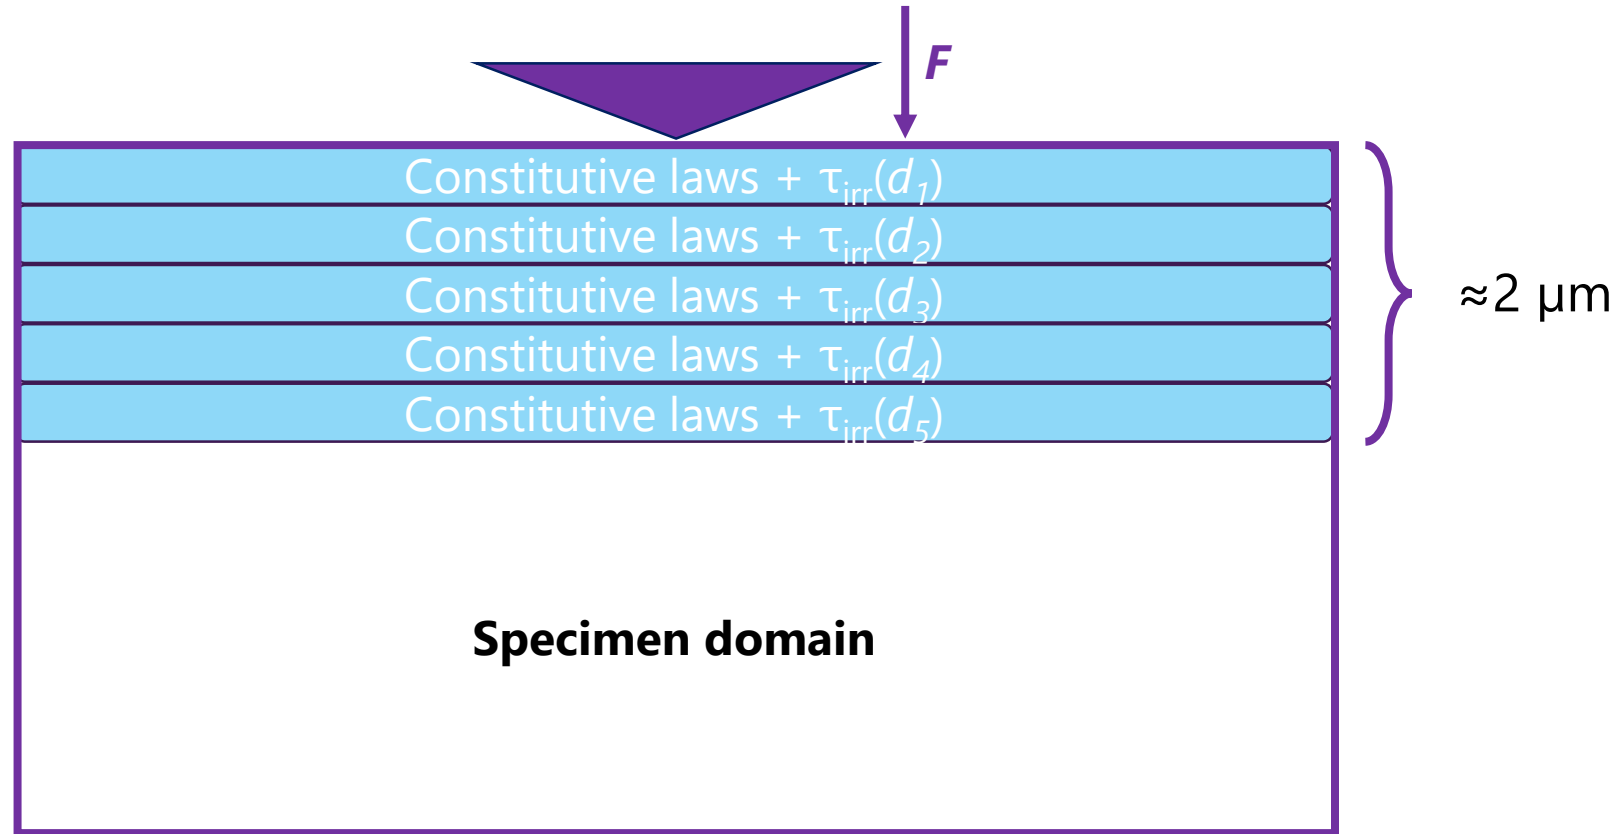 F
Constitutive laws + τirr(d1)
Constitutive laws + τirr(d2)
Constitutive laws + τirr(d3)
Constitutive laws + τirr(d4)
Constitutive laws + τirr(d5)
≈2 μm
Specimen domain